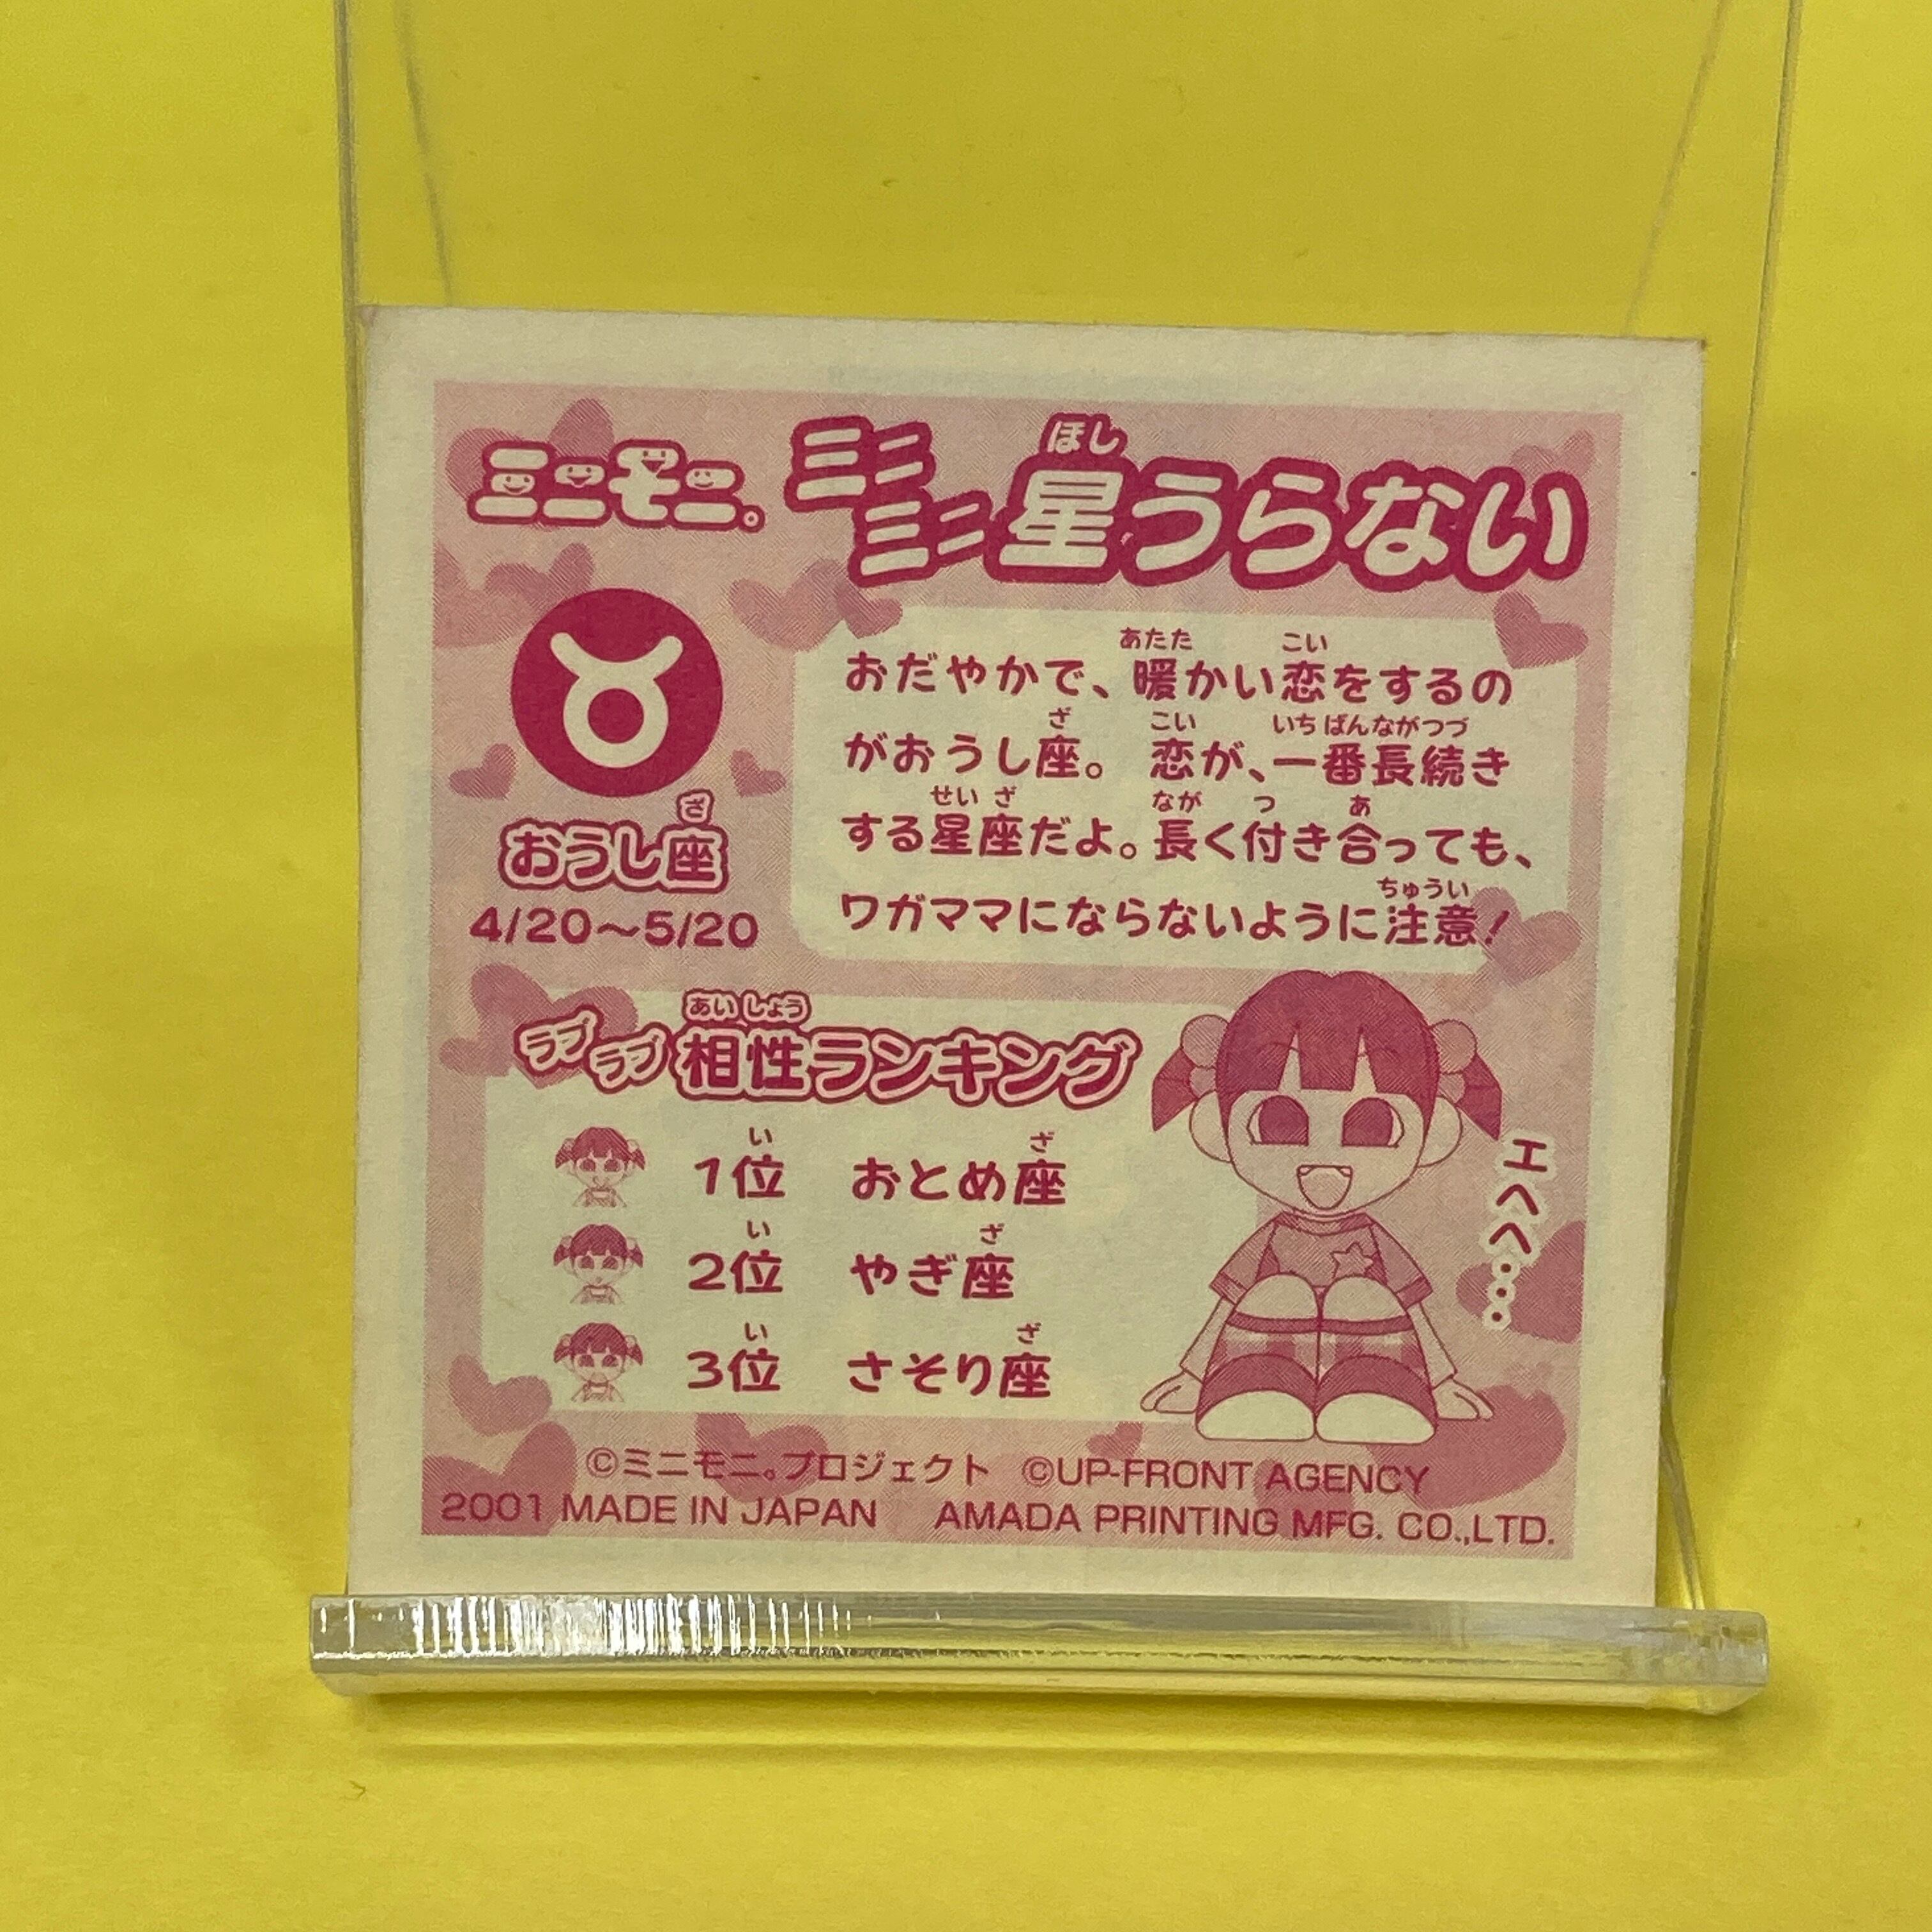 ミニモニ。ミニミニ星うらない
ほし
おうし座
ざ
4/20〜5/20
あたた こい
おだやかで、暖かい恋をするの
ざ こい いちばんながつづ
がおうし座。恋が、一番長続き
せいざ なが つ あ
する星座だよ。長く付き合っても、
ちゅうい
ワガママにならないように注意!
あいしょう
ラブラブ相性ランキング
い ざ
1位 おとめ座
い ざ
2位 やぎ座
い ざ
3位 さそり座
エヘヘ・・・
©ミニモニ。プロジェクト ©UP-FRONT AGENCY
2001 MADE IN JAPAN AMADA PRINTING MFG. CO.,LTD.